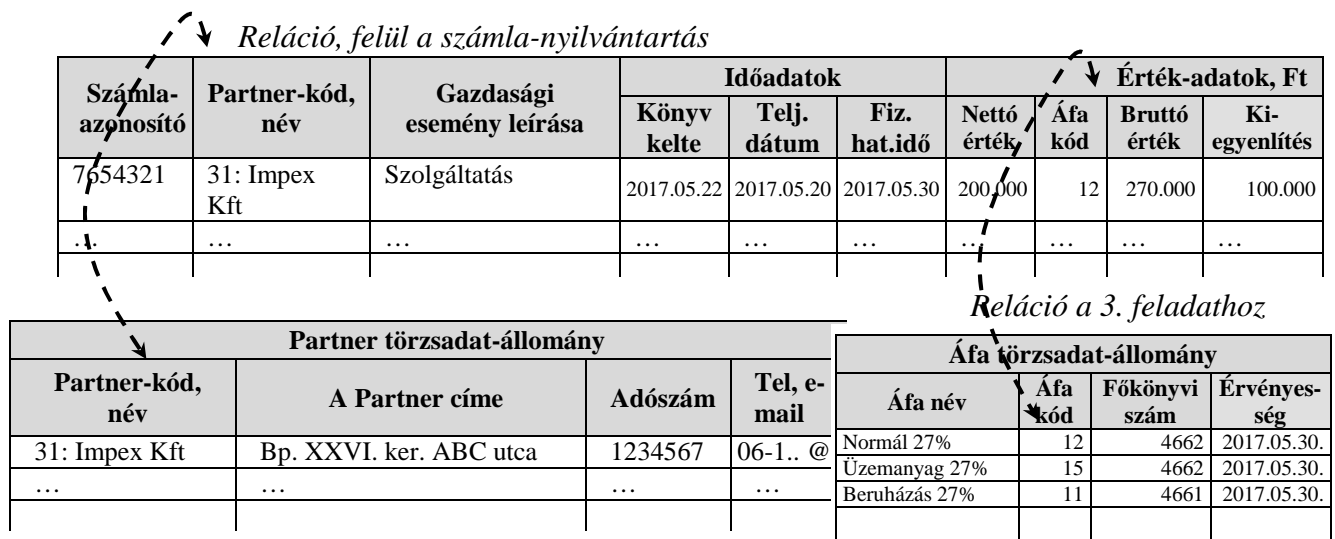 Reláció, felül a számla-nyilvántartás
Számla-azonosító Partner-kód, név Gazdasági esemény leírása Időadatok Érték-adatok, Ft
Könyv kelte Telj. dátum Fiz. hat.idő Nettó érték Áfa kód Bruttó érték Ki-egyenlítés
7654321 31: Impex Kft Szolgáltatás 2017.05.22 2017.05.20 2017.05.30 200.000 12 270.000 100.000
… … … … … … … … … …
Reláció a 3. feladathoz
Partner törzsadat-állomány
Partner-kód, név A Partner címe Adószám Tel, e-mail
31: Impex Kft Bp. XXVI. ker. ABC utca 1234567 06-1.. @
… … … …
Áfa törzsadat-állomány
Áfa név Áfa kód Főkönyvi szám Érvényes-ség
Normál 27% 12 4662 2017.05.30.
Üzemanyag 27% 15 4662 2017.05.30.
Beruházás 27% 11 4661 2017.05.30.